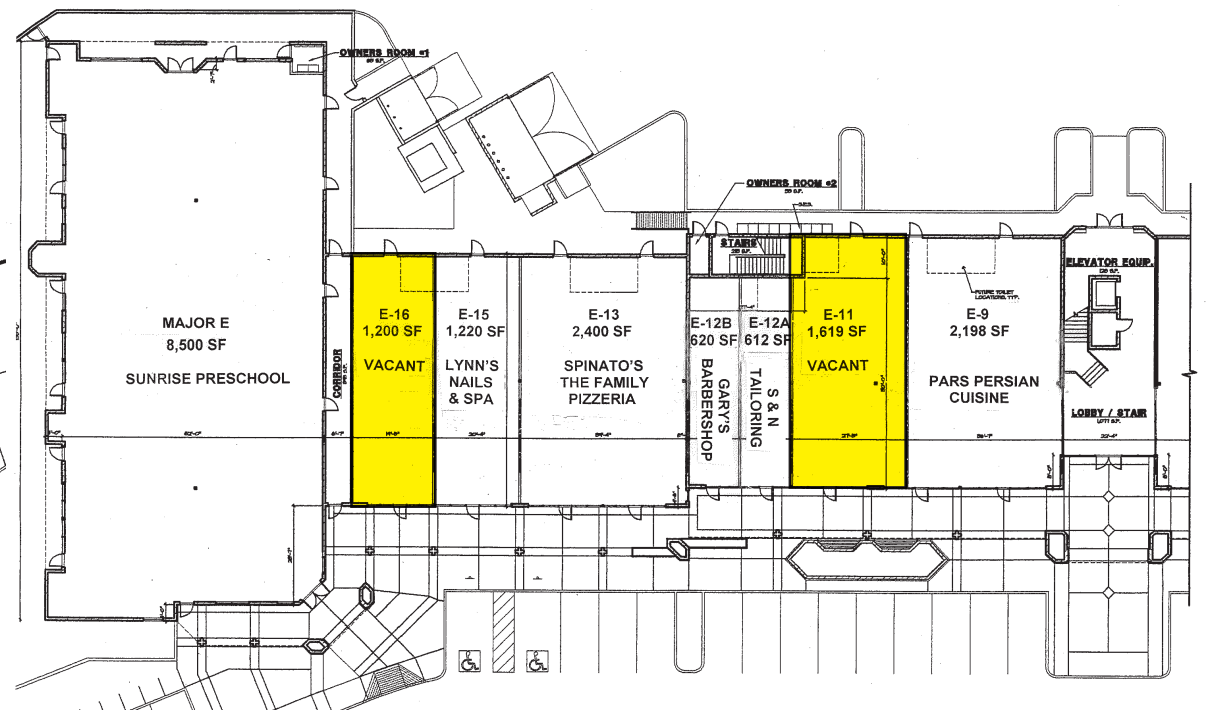 OWNERS ROOM #1
OWNERS ROOM #2
STAIRS
ELEVATOR EQUIP.
MAJOR E
8,500 SF
SUNRISE PRESCHOOL
CORRIDOR
E-16
1,200 SF
VACANT
E-15
1,220 SF
LYNN'S
NAILS
& SPA
E-13
2,400 SF
SPINATO'S
THE FAMILY
PIZZERIA
E-12B
620 SF
GARY'S
BARBERSHOP
E-12A
612 SF
S & N
TAILORING
E-11
1,619 SF
VACANT
E-9
2,198 SF
PARS PERSIAN
CUISINE
FUTURE TOILET
LOCATIONS, TYP.
LOBBY / STAIR